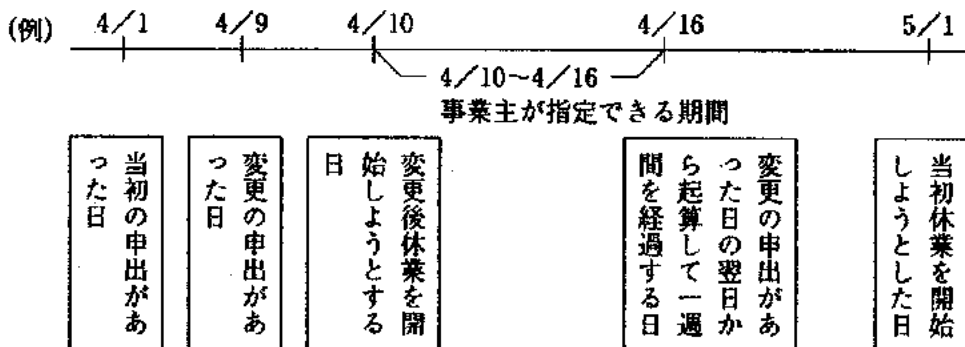 (例) 4／1 4／9 4／10 4／16 5／1
4／10～4／16
事業主が指定できる期間
当初の申出があ
った日
変更の申出があ
った日
変更後休業を開
始しようとする
日
変更の申出があ
った日の翌日か
ら起算して一週
間を経過する日
当初休業を開始
しようとした日